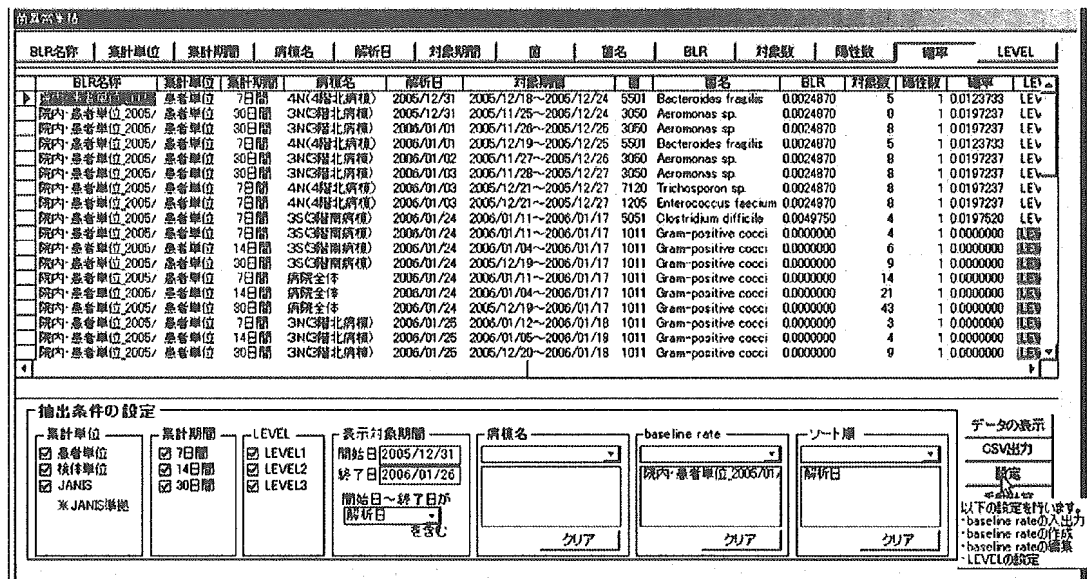 菌異常集積
BLR名称 集計単位 集計期間 病棟名 解析日 対象期間 菌 菌名 BLR 対象数 陽性数 確率 LEVEL
BLR名称 集計単位 集計期間 病棟名 解析日 対象期間 菌 菌名 BLR 対象数 陽性数 確率 LEV
患者単位 7日間 4N(4階北病棟) 2005/12/31 2005/12/18~2005/12/24 5501 Bacteroides fragilis 0.0024870 5 1 0.0123733 LEV
院内・患者単位_2005/ 患者単位 30日間 3N(3階北病棟) 2005/12/31 2005/11/25~2005/12/24 3050 Aeromonas sp. 0.0024870 8 1 0.0197237 LEV
院内・患者単位_2005/ 患者単位 30日間 3N(3階北病棟) 2006/01/01 2005/11/26~2005/12/25 3050 Aeromonas sp. 0.0024870 8 1 0.0197237 LEV
院内・患者単位_2005/ 患者単位 7日間 4N(4階北病棟) 2006/01/01 2005/12/19~2005/12/25 5501 Bacteroides fragilis 0.0024870 5 1 0.0123733 LEV
院内・患者単位_2005/ 患者単位 30日間 3N(3階北病棟) 2006/01/02 2005/11/27~2005/12/26 3050 Aeromonas sp. 0.0024870 8 1 0.0197237 LEV
院内・患者単位_2005/ 患者単位 30日間 3N(3階北病棟) 2006/01/03 2005/11/28~2005/12/27 3050 Aeromonas sp. 0.0024870 8 1 0.0197237 LEV
院内・患者単位_2005/ 患者単位 7日間 4N(4階北病棟) 2006/01/03 2005/12/21~2005/12/27 7120 Trichosporon sp. 0.0024870 8 1 0.0197237 LEV
院内・患者単位_2005/ 患者単位 7日間 4N(4階北病棟) 2006/01/03 2005/12/21~2005/12/27 1205 Enterococcus faecium 0.0024870 8 1 0.0197237 LEV
院内・患者単位_2005/ 患者単位 7日間 3S(3階南病棟) 2006/01/24 2006/01/11~2006/01/17 5051 Clostridium difficile 0.0049750 4 1 0.0197520 LEV
院内・患者単位_2005/ 患者単位 7日間 3S(3階南病棟) 2006/01/24 2006/01/11~2006/01/17 1011 Gram-positive cocci 0.0000000 4 1 0.0000000 LEV
院内・患者単位_2005/ 患者単位 14日間 3S(3階南病棟) 2006/01/24 2006/01/04~2006/01/17 1011 Gram-positive cocci 0.0000000 6 1 0.0000000 LEV
院内・患者単位_2005/ 患者単位 30日間 3S(3階南病棟) 2006/01/24 2005/12/19~2006/01/17 1011 Gram-positive cocci 0.0000000 9 1 0.0000000 LEV
院内・患者単位_2005/ 患者単位 7日間 病院全体 2006/01/24 2006/01/11~2006/01/17 1011 Gram-positive cocci 0.0000000 14 1 0.0000000 LEV
院内・患者単位_2005/ 患者単位 14日間 病院全体 2006/01/24 2006/01/04~2006/01/17 1011 Gram-positive cocci 0.0000000 21 1 0.0000000 LEV
院内・患者単位_2005/ 患者単位 30日間 病院全体 2006/01/24 2005/12/19~2006/01/17 1011 Gram-positive cocci 0.0000000 43 1 0.0000000 LEV
院内・患者単位_2005/ 患者単位 7日間 3N(3階北病棟) 2006/01/25 2006/01/12~2006/01/18 1011 Gram-positive cocci 0.0000000 3 1 0.0000000 LEV
院内・患者単位_2005/ 患者単位 14日間 3N(3階北病棟) 2006/01/25 2006/01/05~2006/01/18 1011 Gram-positive cocci 0.0000000 4 1 0.0000000 LEV
院内・患者単位_2005/ 患者単位 30日間 3N(3階北病棟) 2006/01/25 2005/12/20~2006/01/18 1011 Gram-positive cocci 0.0000000 9 1 0.0000000 LEV
抽出条件の設定
集計単位
患者単位
検体単位
JANIS
※JANIS準拠
集計期間
7日間
14日間
30日間
LEVEL
LEVEL1
LEVEL2
LEVEL3
表示対象期間
開始日 2005/12/31
終了日 2006/01/26
開始日~終了日が
解析日
を含む
病棟名
クリア
baseline rate
院内・患者単位_2005/01/
クリア
ソート順
解析日
クリア
データの表示
CSV出力
設定
以下の設定を行います。
・baseline rateの入出力
・baseline rateの作成
・baseline rateの編集
・LEVELの設定